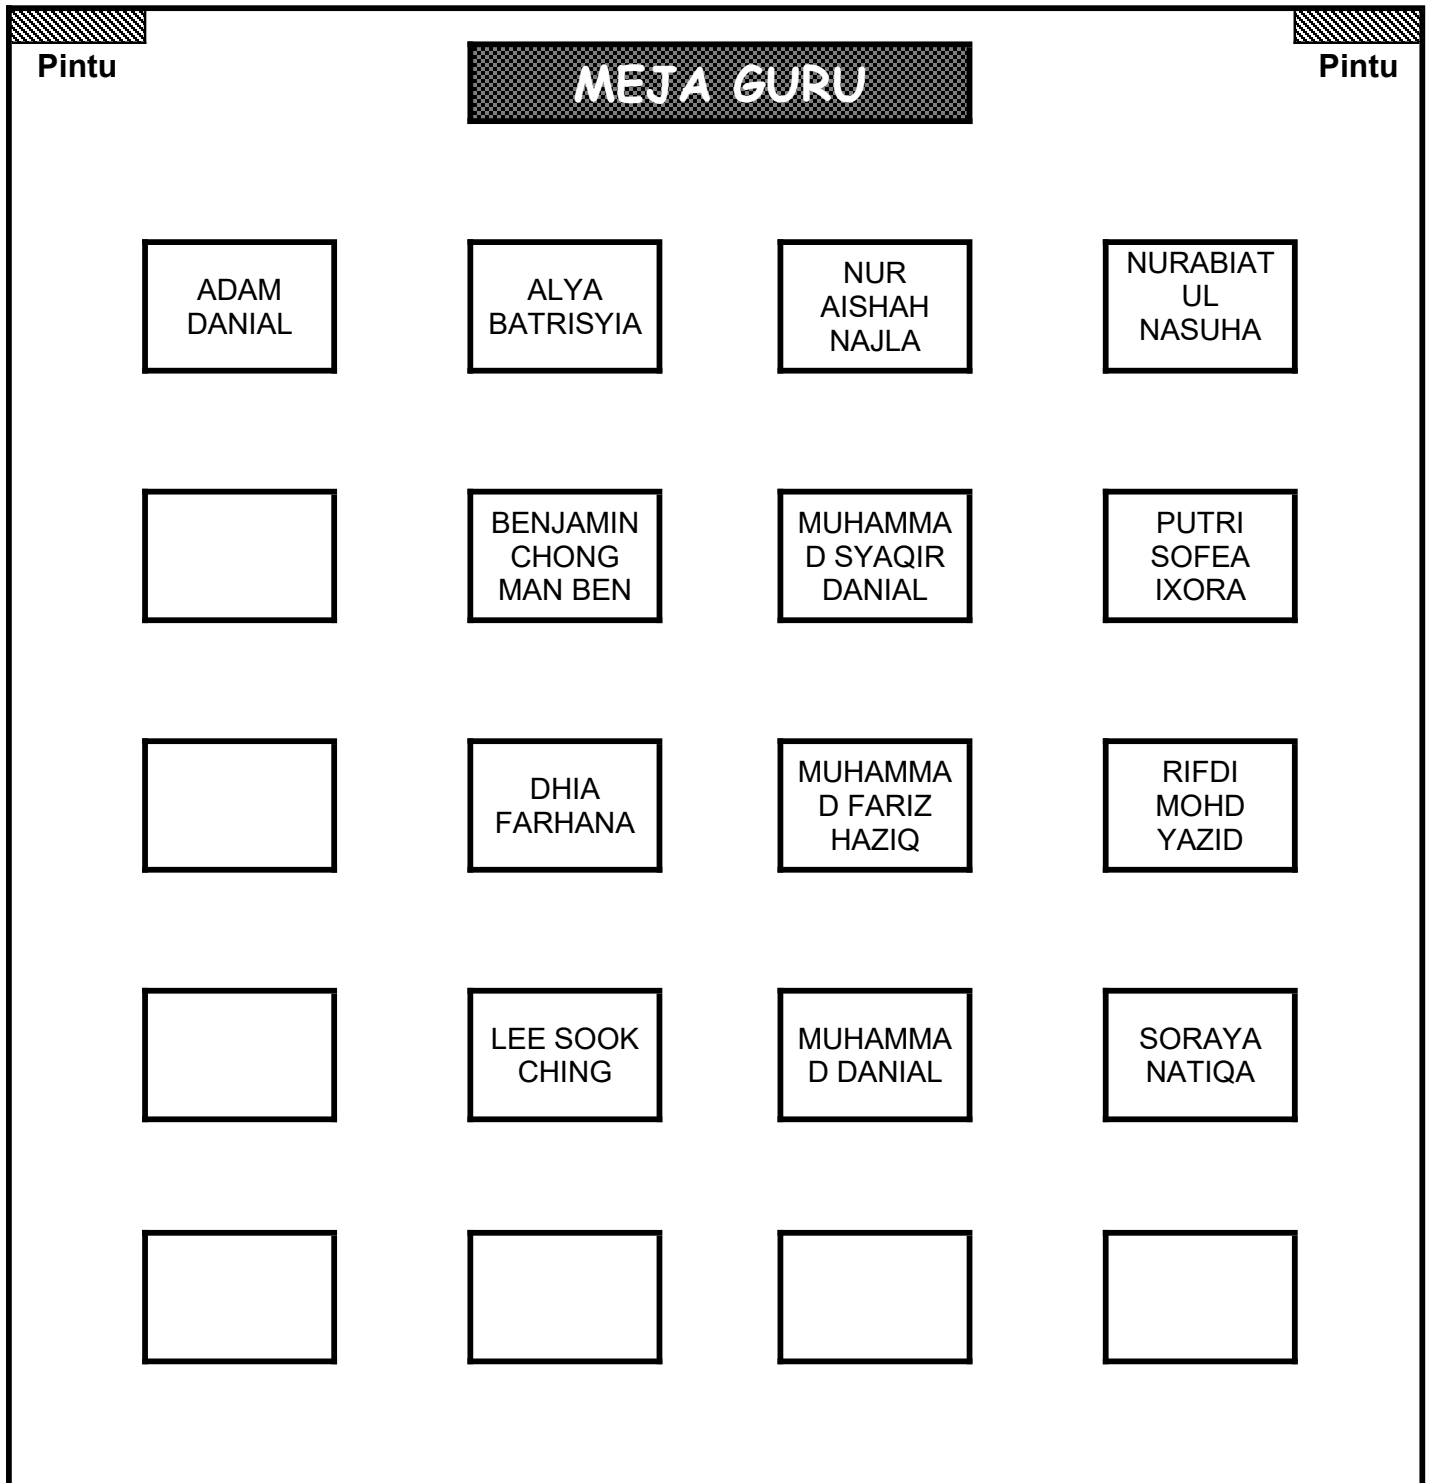 Pintu
MEJA GURU
Pintu
ADAM
DANIAL
ALYA
BATRISYIA
NUR
AISHAH
NAJLA
NURABIAT
UL
NASUHA
BENJAMIN
CHONG
MAN BEN
MUHAMMA
D SYAQIR
DANIAL
PUTRI
SOFEA
IXORA
DHIA
FARHANA
MUHAMMA
D FARIZ
HAZIQ
RIFDI
MOHD
YAZID
LEE SOOK
CHING
MUHAMMA
D DANIAL
SORAYA
NATIQA